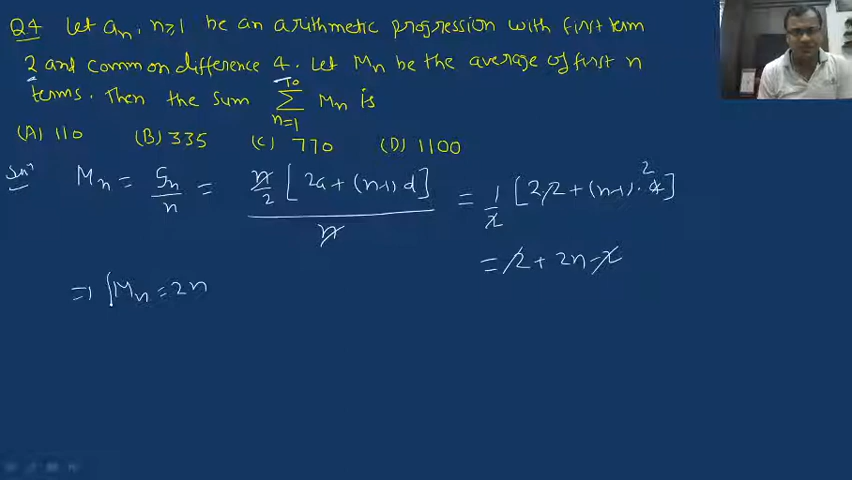 Q4 Let an, n≥1 be an arithmetic progression with first term
2 and common difference 4. Let Mn be the average of first n
terms. Then the sum ∑_{n=1}^{10} Mn is
(A) 110 (B) 335 (C) 770 (D) 1100
Soln Mn = Sn/n = n/2 [2a + (n-1) d] / n = 1/2 [2.2 + (n-1).4] 2
= 2 + 2n - 2
=> Mn = 2n